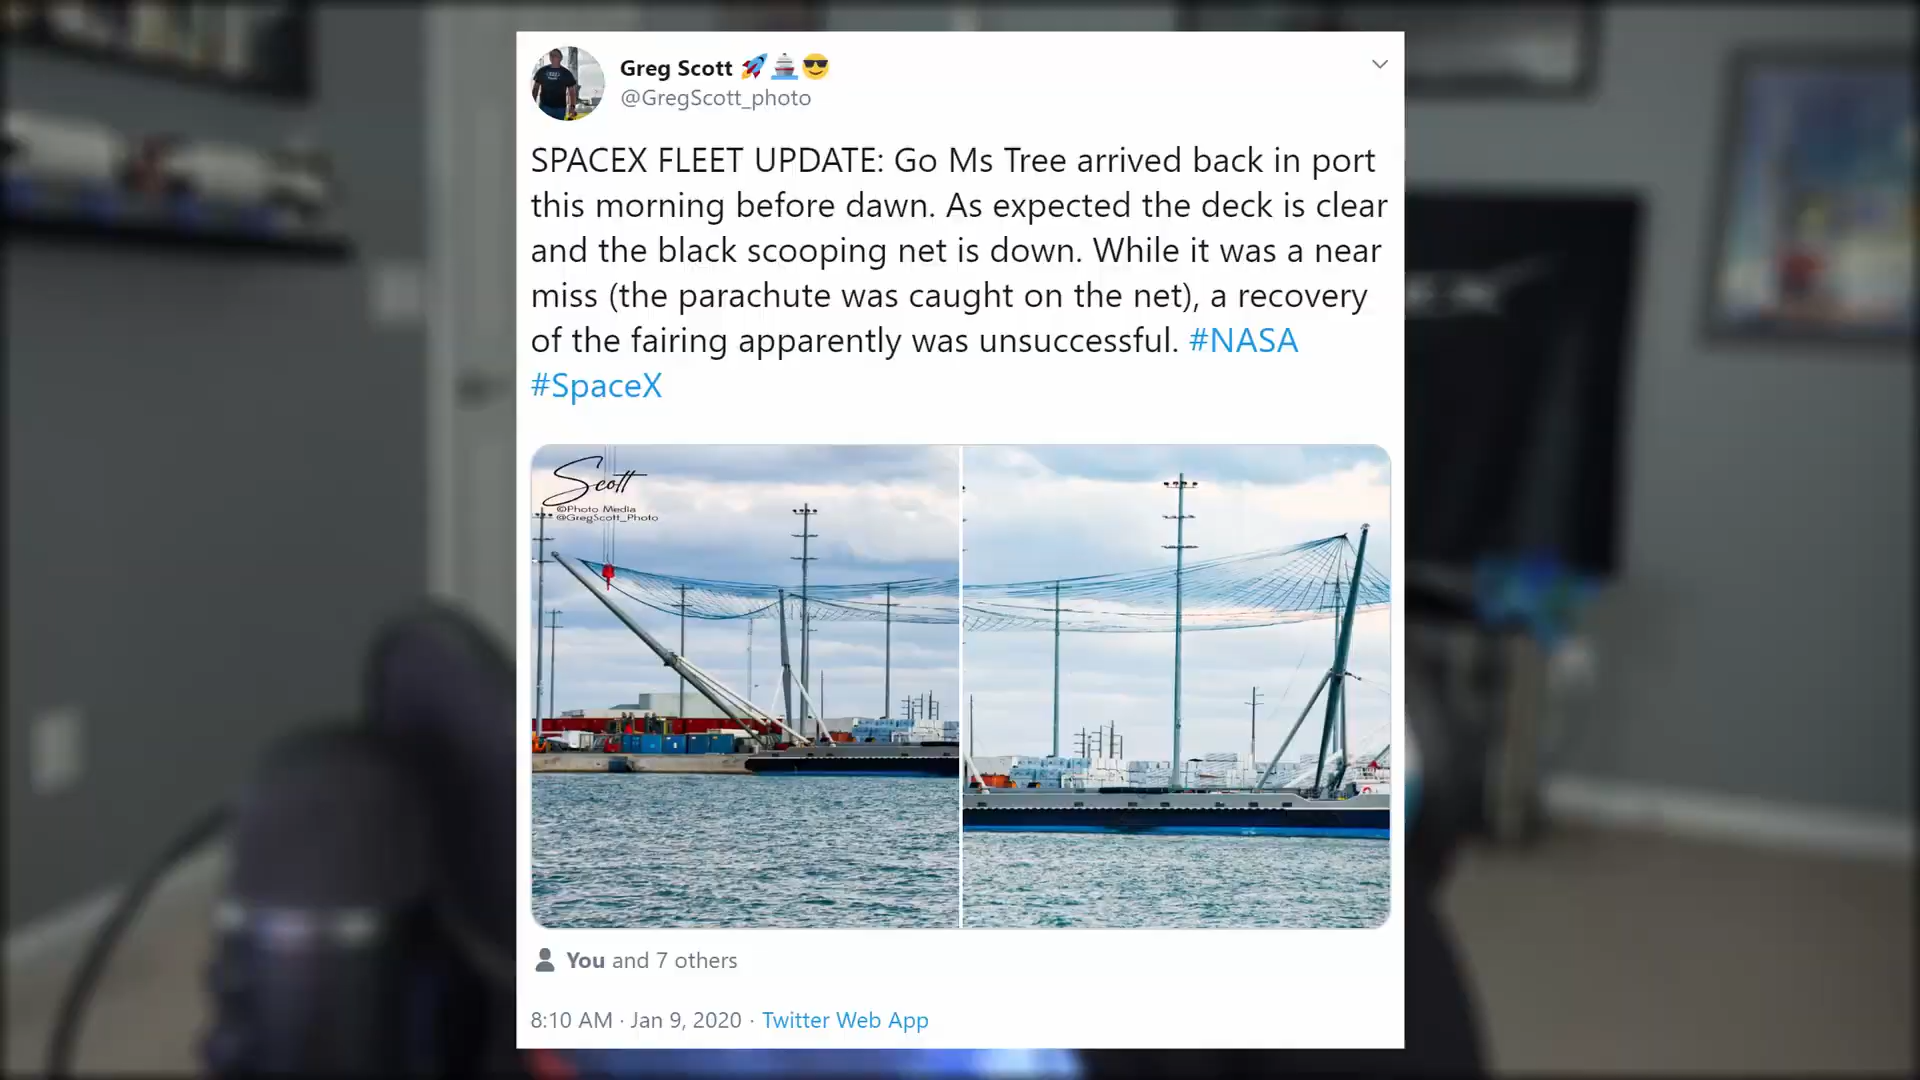 Greg Scott 🚀🚢😎
@GregScott_photo
SPACEX FLEET UPDATE: Go Ms Tree arrived back in port
this morning before dawn. As expected the deck is clear
and the black scooping net is down. While it was a near
miss (the parachute was caught on the net), a recovery
of the fairing apparently was unsuccessful. #NASA
#SpaceX
Scott
©Photo Media
@GregScott_Photo
You and 7 others
8:10 AM · Jan 9, 2020 · Twitter Web App